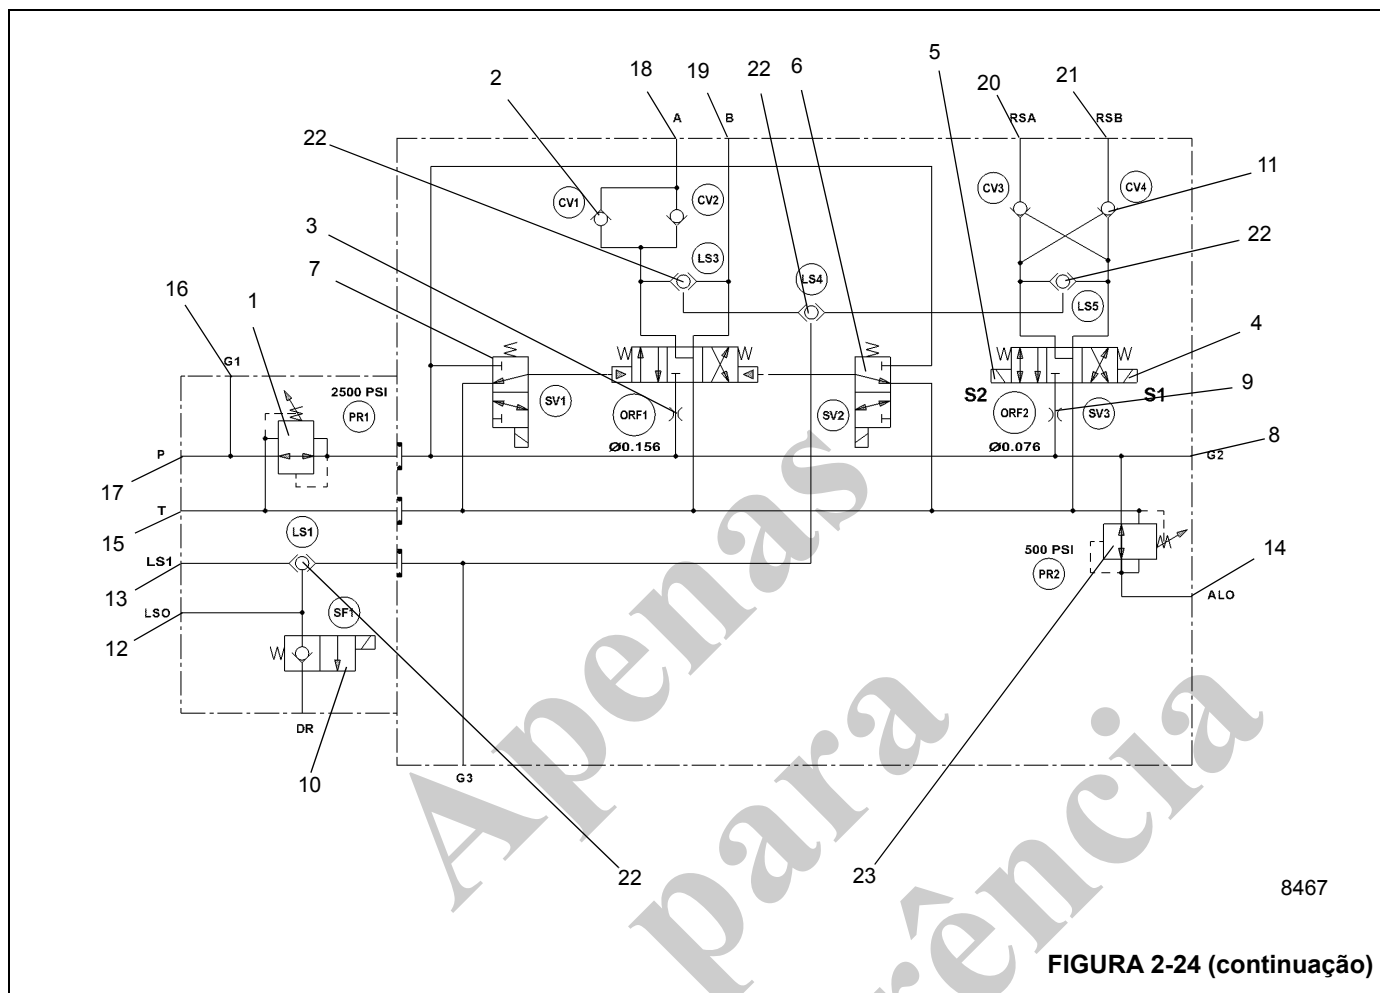 2 18 19 22 6 5 20 21
A B RSA RSB
22
CV1 CV2 CV3 CV4 11
3 22
LS3 LS4
7 LS5
16 1
G1 4
2500 PSI
PR1 SV1 ORF1 SV2 S2 ORF2 SV3 S1 9
Ø0.156 Ø0.076 8
P G2
17
T
15 LS1 14
500 PSI
LS1 PR2
13 ALO
LSO SF1
12
DR
10 G3
22 23
8467
Apenas
para
rência
FIGURA 2-24 (continuação)